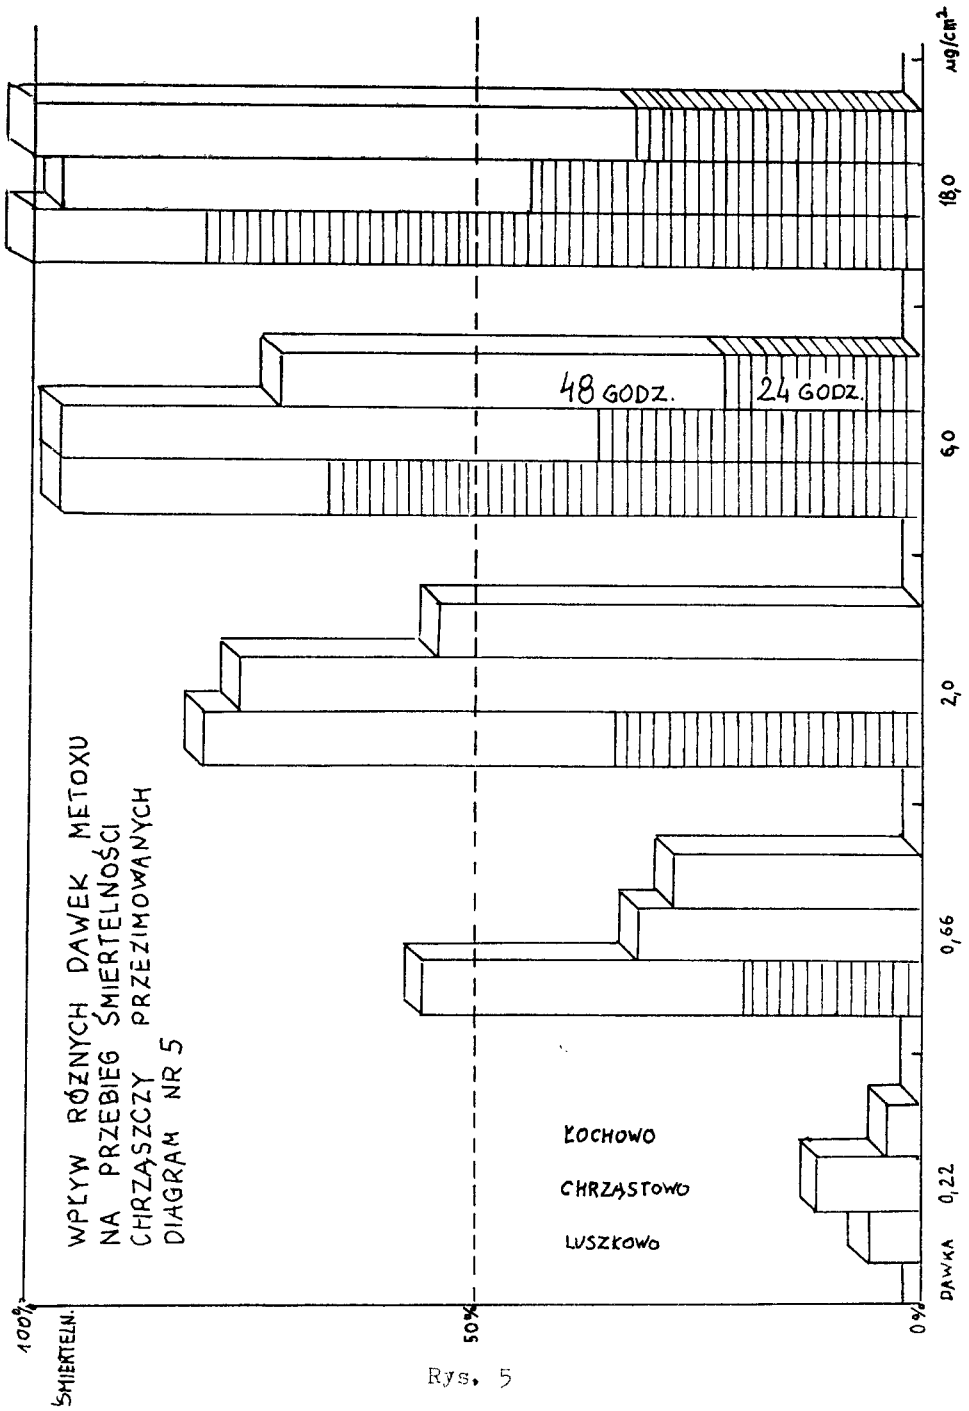 WPŁYW RÓŻNYCH DAWEK METOXU
NA PRZEBIEG ŚMIERTELNOŚCI
CHRZĄSZCZY PRZEZIMOWANYCH
DIAGRAM NR 5
100%
ŚMIERTELN.
50%
0%
48 GODZ.
24 GODZ.
ŁOCHOWO
CHRZĄSTOWO
LUSZKOWO
DAWKA 0,22 0,66 2,0 6,0 18,0 µg/cm²
Rys. 5